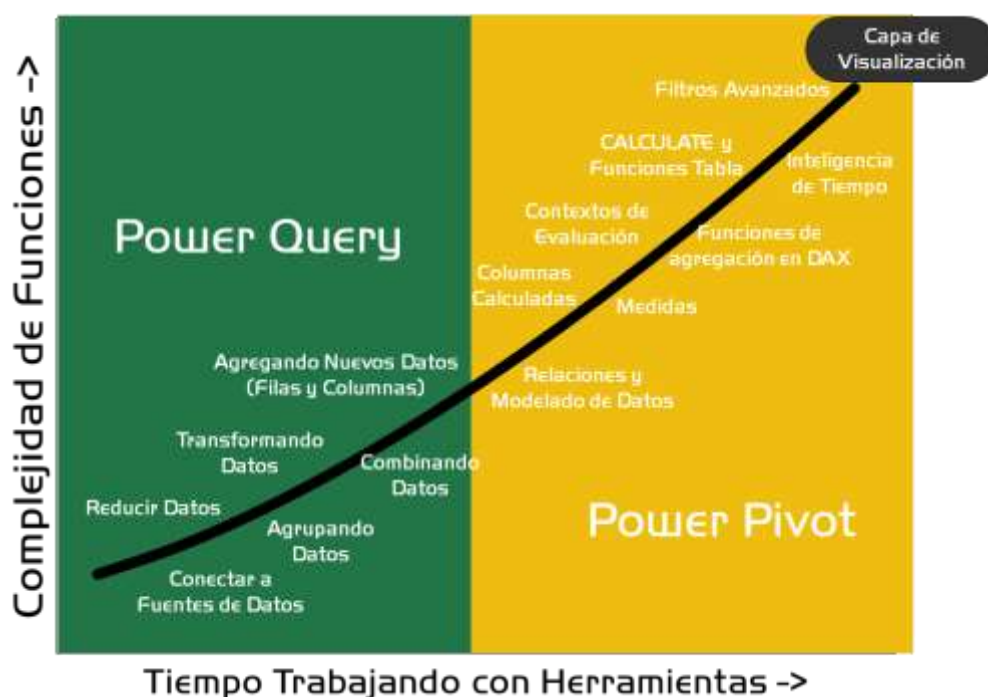 Capa de
Visualización
Filtros Avanzados
CALCULATE y
Funciones Tabla
Inteligencia
de Tiempo
Contextos de
Evaluación
Funciones de
agregación en DAX
Power Query
Columnas
Calculadas
Medidas
Agregando Nuevos Datos
(Filas y Columnas)
Relaciones y
Modelado de Datos
Transformando
Datos
Combinando
Datos
Reducir Datos
Agrupando
Datos
Power Pivot
Conectar a
Fuentes de Datos
Complejidad de Funciones ->
Tiempo Trabajando con Herramientas ->